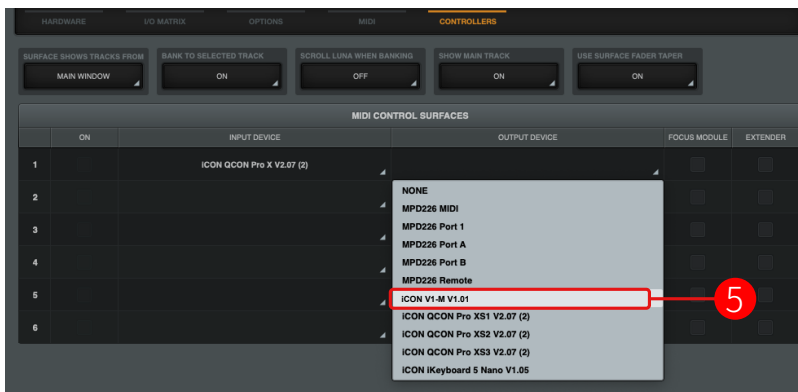 HARDWARE I/O MATRIX OPTIONS MIDI CONTROLLERS
SURFACE SHOWS TRACKS FROM BANK TO SELECTED TRACK SCROLL LUNA WHEN BANKING SHOW MAIN TRACK USE SURFACE FADER TAPER
MAIN WINDOW ON OFF ON ON
MIDI CONTROL SURFACES
ON INPUT DEVICE OUTPUT DEVICE FOCUS MODULE EXTENDER
1 iCON QCON Pro X V2.07 (2)
NONE
2
MPD226 MIDI
MPD226 Port 1
3
MPD226 Port A
MPD226 Port B
4
MPD226 Remote
5 iCON V1-M V1.01 5
iCON QCON Pro XS1 V2.07 (2)
6
iCON QCON Pro XS2 V2.07 (2)
iCON QCON Pro XS3 V2.07 (2)
iCON iKeyboard 5 Nano V1.05